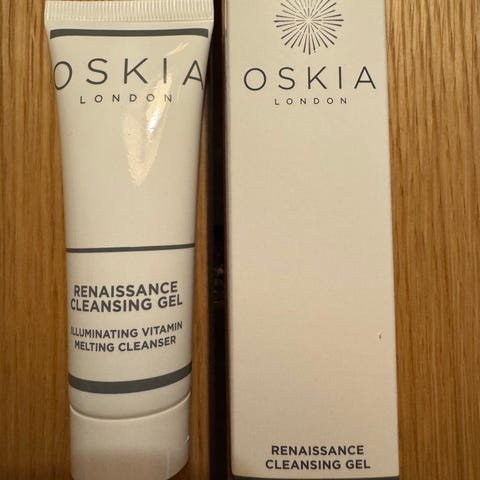 OSKIA
LONDON
RENAISSANCE
CLEANSING GEL
ILLUMINATING VITAMIN
MELTING CLEANSER
OSKIA
LONDON
RENAISSANCE
CLEANSING GEL